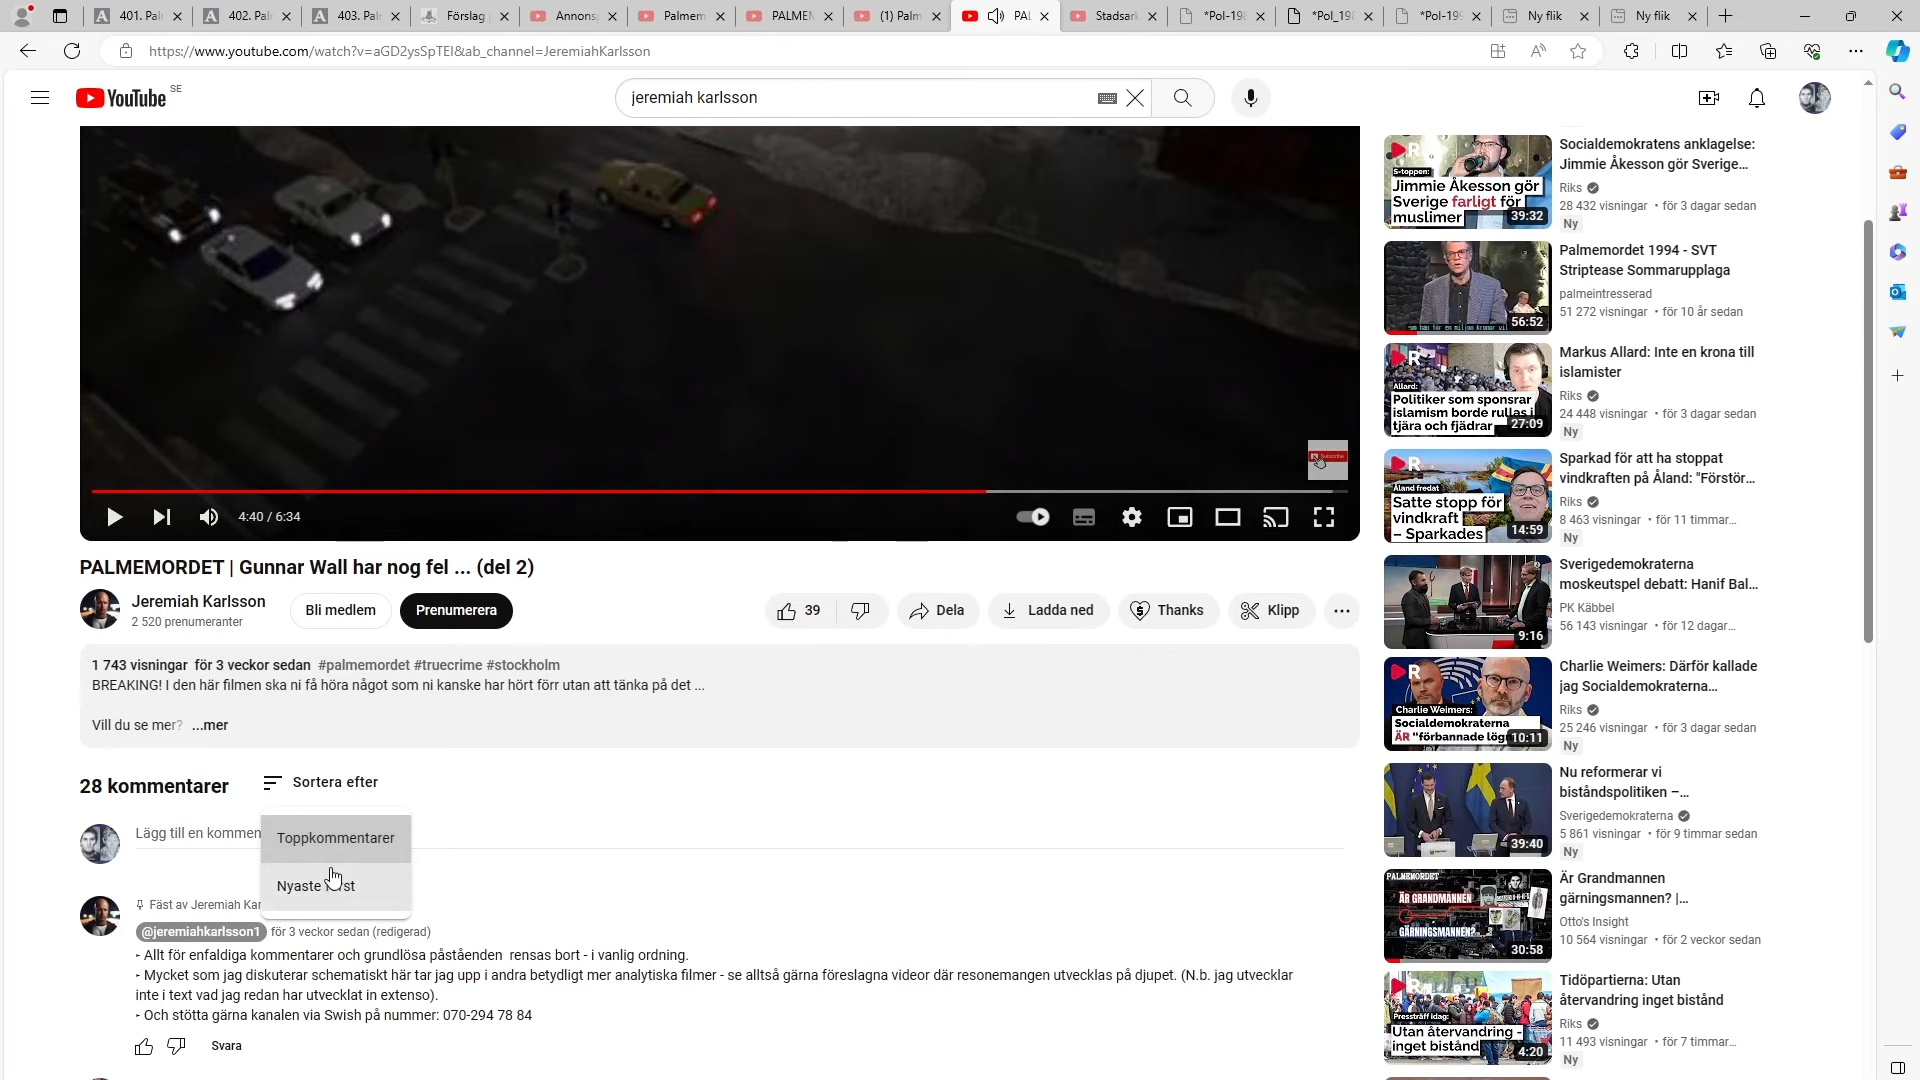 401. Pal
402. Pal
403. Pal
Förslag
Annons
Palmem
PALMEM
(1) Palm
PAL
Stadsark
*Pol-198
*Pol_198
*Pol-199
Ny flik
Ny flik
https://www.youtube.com/watch?v=aGD2ysSpTEI&ab_channel=JeremiahKarlsson
YouTube SE
jeremiah karlsson
Subscribe
4:40 / 6:34
PALMEMORDET | Gunnar Wall har nog fel ... (del 2)
Jeremiah Karlsson
2 520 prenumeranter
Bli medlem
Prenumerera
39
Dela
Ladda ned
Thanks
Klipp
1 743 visningar för 3 veckor sedan #palmemordet #truecrime #stockholm
BREAKING! I den här filmen ska ni få höra något som ni kanske har hört förr utan att tänka på det ...
Vill du se mer? ...mer
28 kommentarer
Sortera efter
Lägg till en kommen
Toppkommentarer
Nyaste
Fäst av Jeremiah Kar
@jeremiahkarlsson1 för 3 veckor sedan (redigerad)
- Allt för enfaldiga kommentarer och grundlösa påståenden rensas bort - i vanlig ordning.
- Mycket som jag diskuterar schematiskt här tar jag upp i andra betydligt mer analytiska filmer - se alltså gärna föreslagna videor där resonemangen utvecklas på djupet. (N.b. jag utvecklar
inte i text vad jag redan har utvecklat in extenso).
- Och stötta gärna kanalen via Swish på nummer: 070-294 78 84
Svara
S-toppen:
Jimmie Åkesson gör
Sverige farligt för
muslimer
39:32
Socialdemokratens anklagelse:
Jimmie Åkesson gör Sverige...
Riks
28 432 visningar • för 3 dagar sedan
Ny
56:52
Palmemordet 1994 - SVT
Striptease Sommarupplaga
palmeintresserad
51 272 visningar • för 10 år sedan
Allard:
Politiker som sponsrar
islamism borde rullas i
tjära och fjädrar
27:09
Markus Allard: Inte en krona till
islamister
Riks
24 448 visningar • för 3 dagar sedan
Ny
Åland fredat
Satte stopp för
vindkraft
– Sparkades
14:59
Sparkad för att ha stoppat
vindkraften på Åland: "Förstör...
Riks
8 463 visningar • för 11 timmar...
Ny
9:16
Sverigedemokraterna
moskeutspel debatt: Hanif Bal...
PK Käbbel
56 143 visningar • för 12 dagar...
Charlie Weimers:
Socialdemokraterna
ÄR "förbannade lögn
10:11
Charlie Weimers: Därför kallade
jag Socialdemokraterna...
Riks
25 246 visningar • för 3 dagar sedan
Ny
39:40
Nu reformerar vi
biståndspolitiken –...
Sverigedemokraterna
5 861 visningar • för 9 timmar sedan
Ny
PALMEMORDET
ÄR GRANDMANNEN
GÄRNINGSMANNEN?...
30:58
Är Grandmannen
gärningsmannen? |...
Otto's Insight
10 564 visningar • för 2 veckor sedan
Pressträff idag:
Utan återvandring -
inget bistånd
4:20
Tidöpartierna: Utan
återvandring inget bistånd
Riks
11 493 visningar • för 7 timmar...
Ny